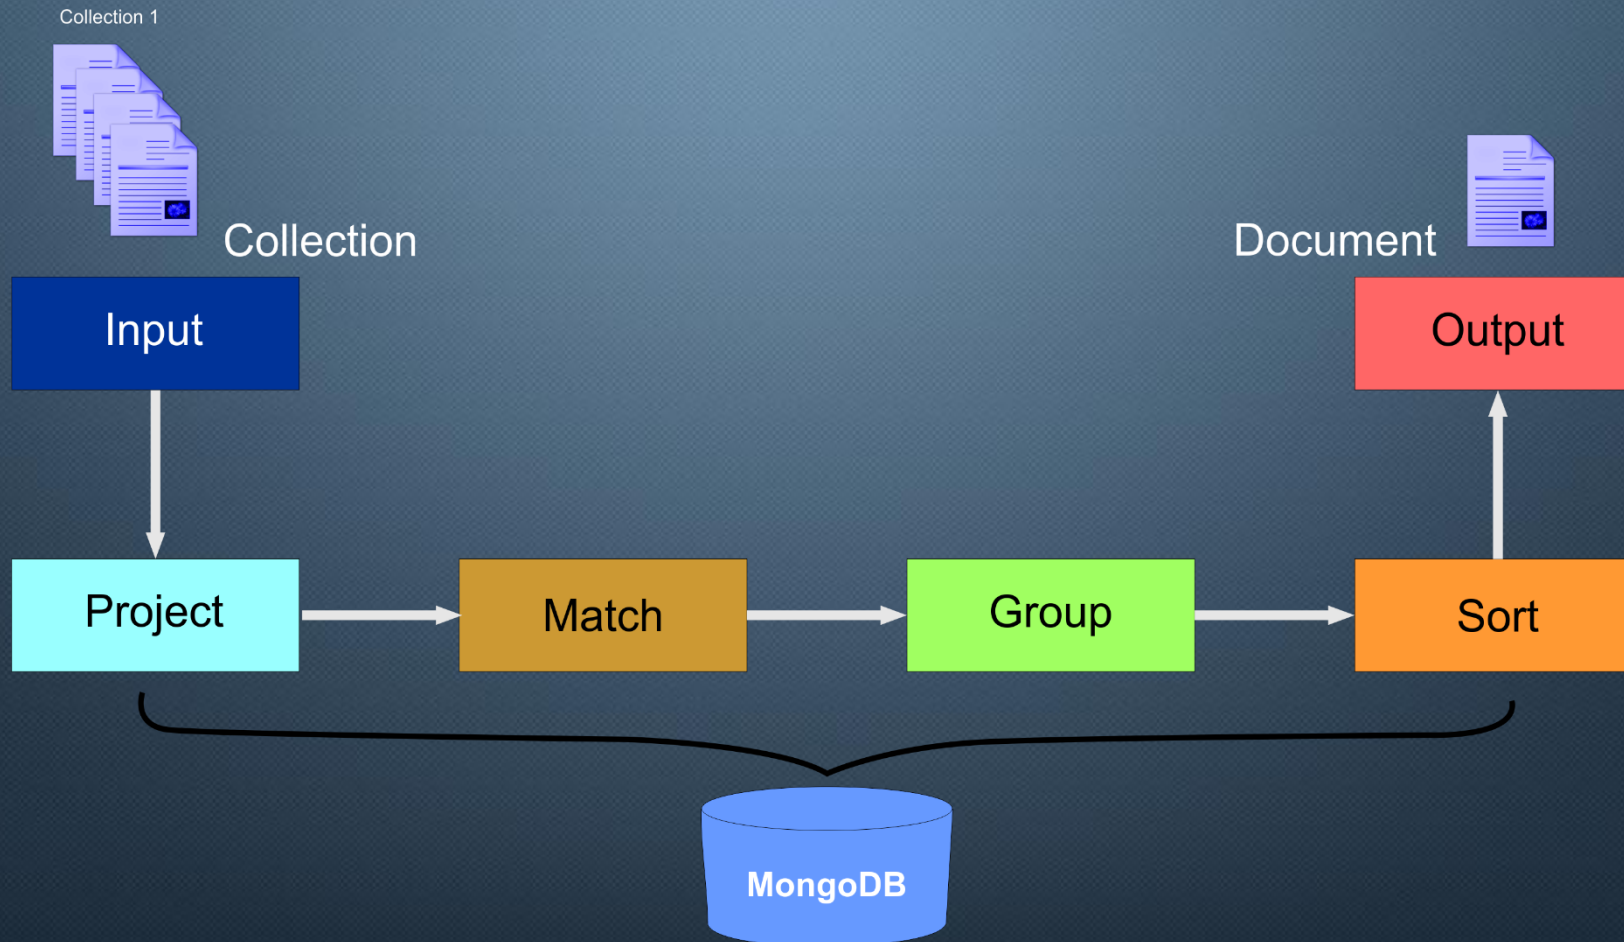 Collection 1
Collection
Document
Input
Output
Project
Match
Group
Sort
MongoDB